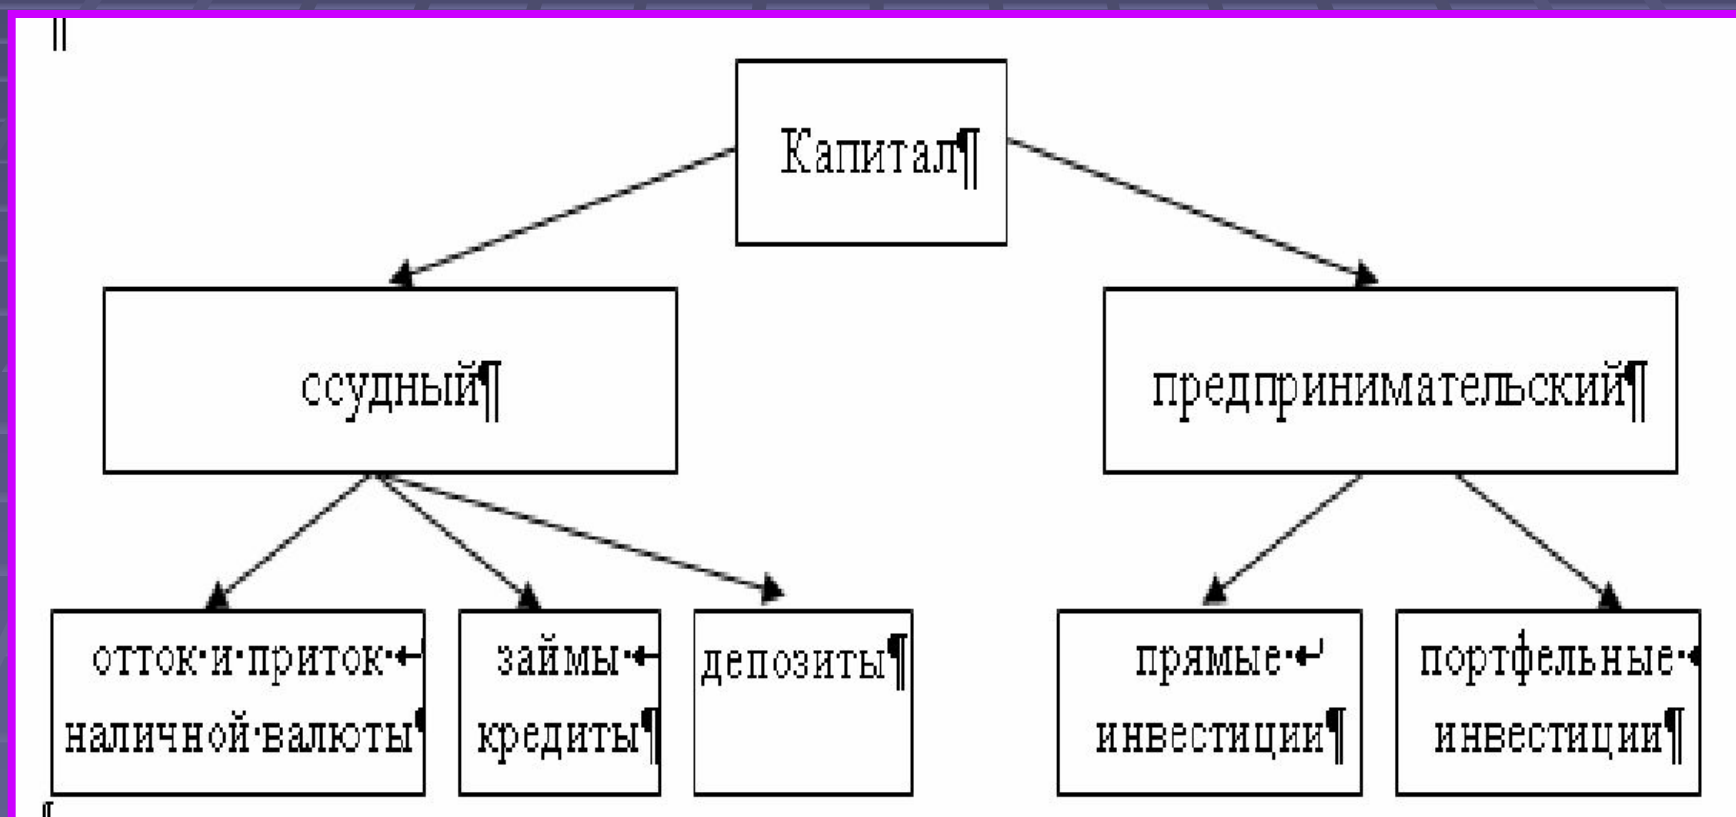 ¶
Капитал¶
ссудный¶
предпринимательский¶
отток·и·приток·↵
наличной·валюты¶
займы·↵
кредиты¶
депозиты¶
прямые·↵
инвестиции¶
портфельные·↵
инвестиции¶
¶